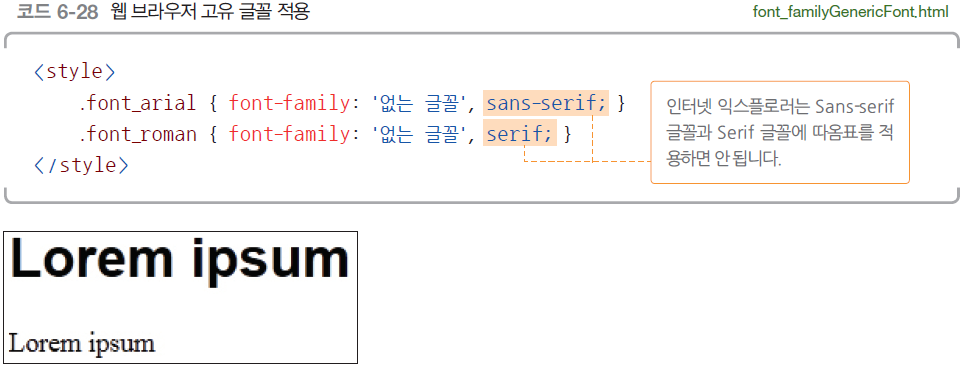 코드 6-28 웹 브라우저 고유 글꼴 적용
font_familyGenericFont.html
<style>
.font_arial { font-family: '없는 글꼴', sans-serif; }
.font_roman { font-family: '없는 글꼴', serif; }
</style>
인터넷 익스플로러는 Sans-serif
글꼴과 Serif 글꼴에 따옴표를 적
용하면 안 됩니다.
Lorem ipsum
Lorem ipsum